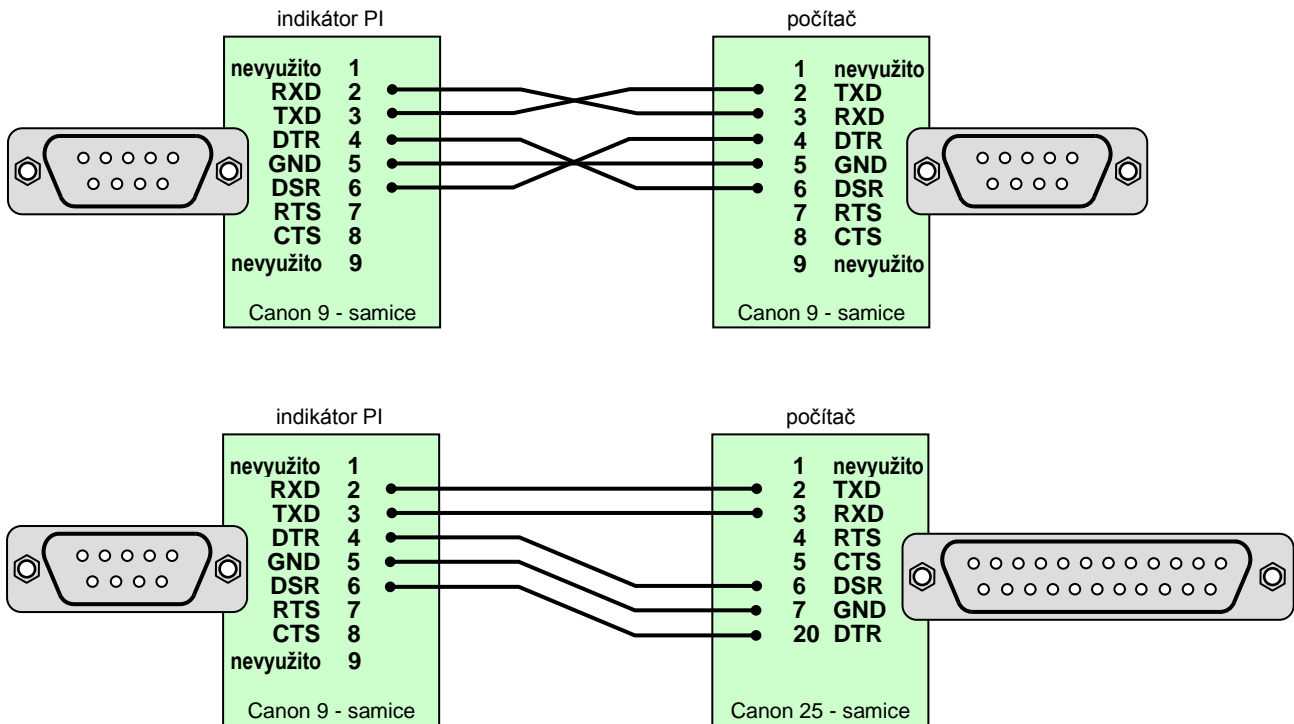 indikátor PI
počítač
nevyužito 1
RXD 2
TXD 3
DTR 4
GND 5
DSR 6
RTS 7
CTS 8
nevyužito 9
Canon 9 - samice
1 nevyužito
2 TXD
3 RXD
4 DTR
5 GND
6 DSR
7 RTS
8 CTS
9 nevyužito
Canon 9 - samice
indikátor PI
počítač
nevyužito 1
RXD 2
TXD 3
DTR 4
GND 5
DSR 6
RTS 7
CTS 8
nevyužito 9
Canon 9 - samice
1 nevyužito
2 TXD
3 RXD
4 RTS
5 CTS
6 DSR
7 GND
20 DTR
Canon 25 - samice